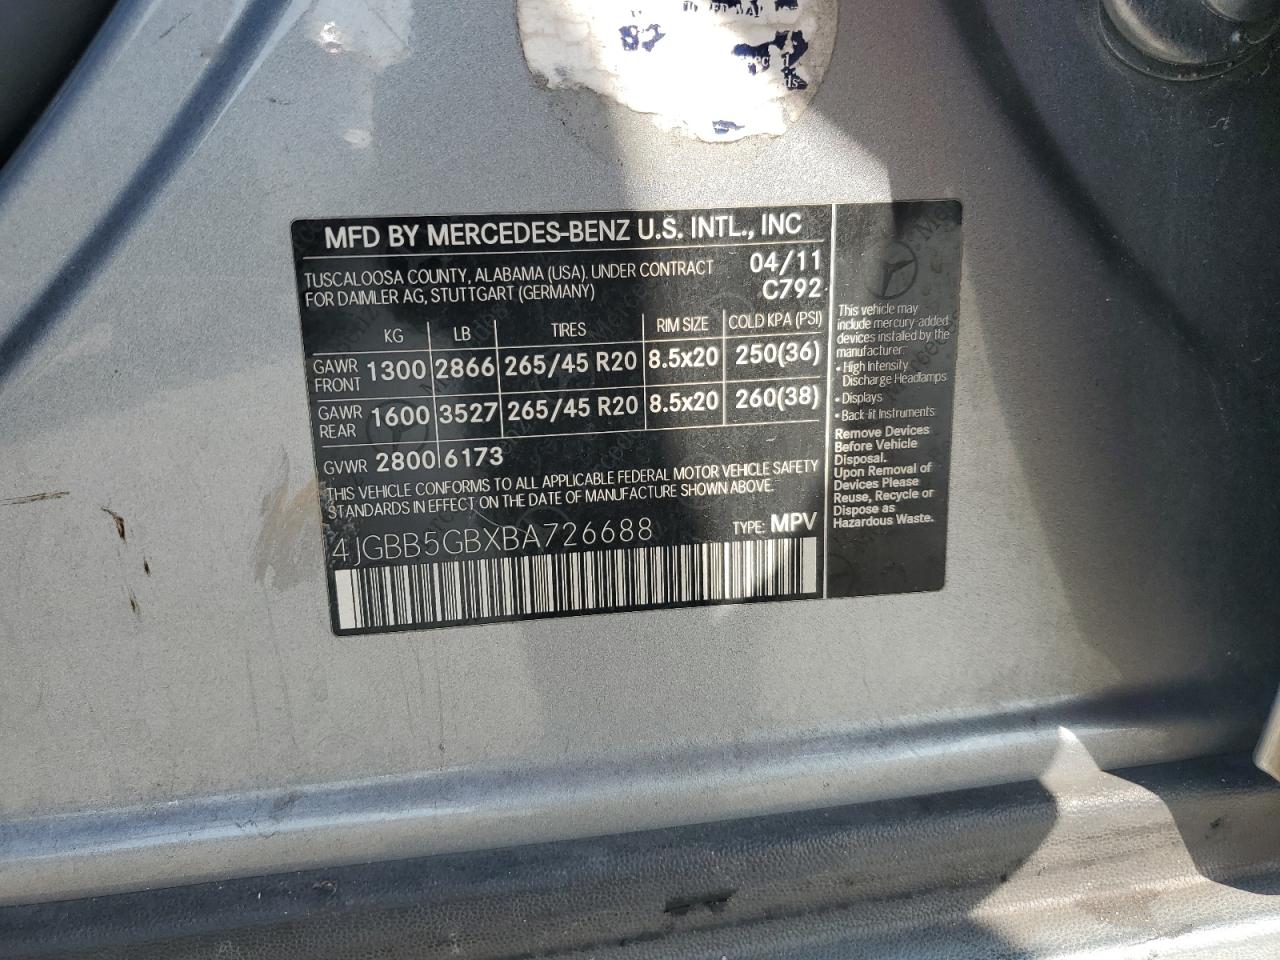 MFD BY MERCEDES-BENZ U.S. INTL., INC
TUSCALOOSA COUNTY, ALABAMA (USA), UNDER CONTRACT
FOR DAIMLER AG, STUTTGART (GERMANY)
04/11
C792
KG LB TIRES RIM SIZE COLD KPA (PSI)
GAWR FRONT 1300 2866 265/45 R20 8.5x20 250(36)
GAWR REAR 1600 3527 265/45 R20 8.5x20 260(38)
GVWR 2800 6173
THIS VEHICLE CONFORMS TO ALL APPLICABLE FEDERAL MOTOR VEHICLE SAFETY
STANDARDS IN EFFECT ON THE DATE OF MANUFACTURE SHOWN ABOVE.
4JGBB5GBXBA726688 TYPE: MPV
This vehicle may
include mercury-added
devices installed by the
manufacturer:
• High Intensity
Discharge Headlamps
• Displays
• Back-lit Instruments
Remove Devices
Before Vehicle
Disposal.
Upon Removal of
Devices Please
Reuse, Recycle or
Dispose as
Hazardous Waste.